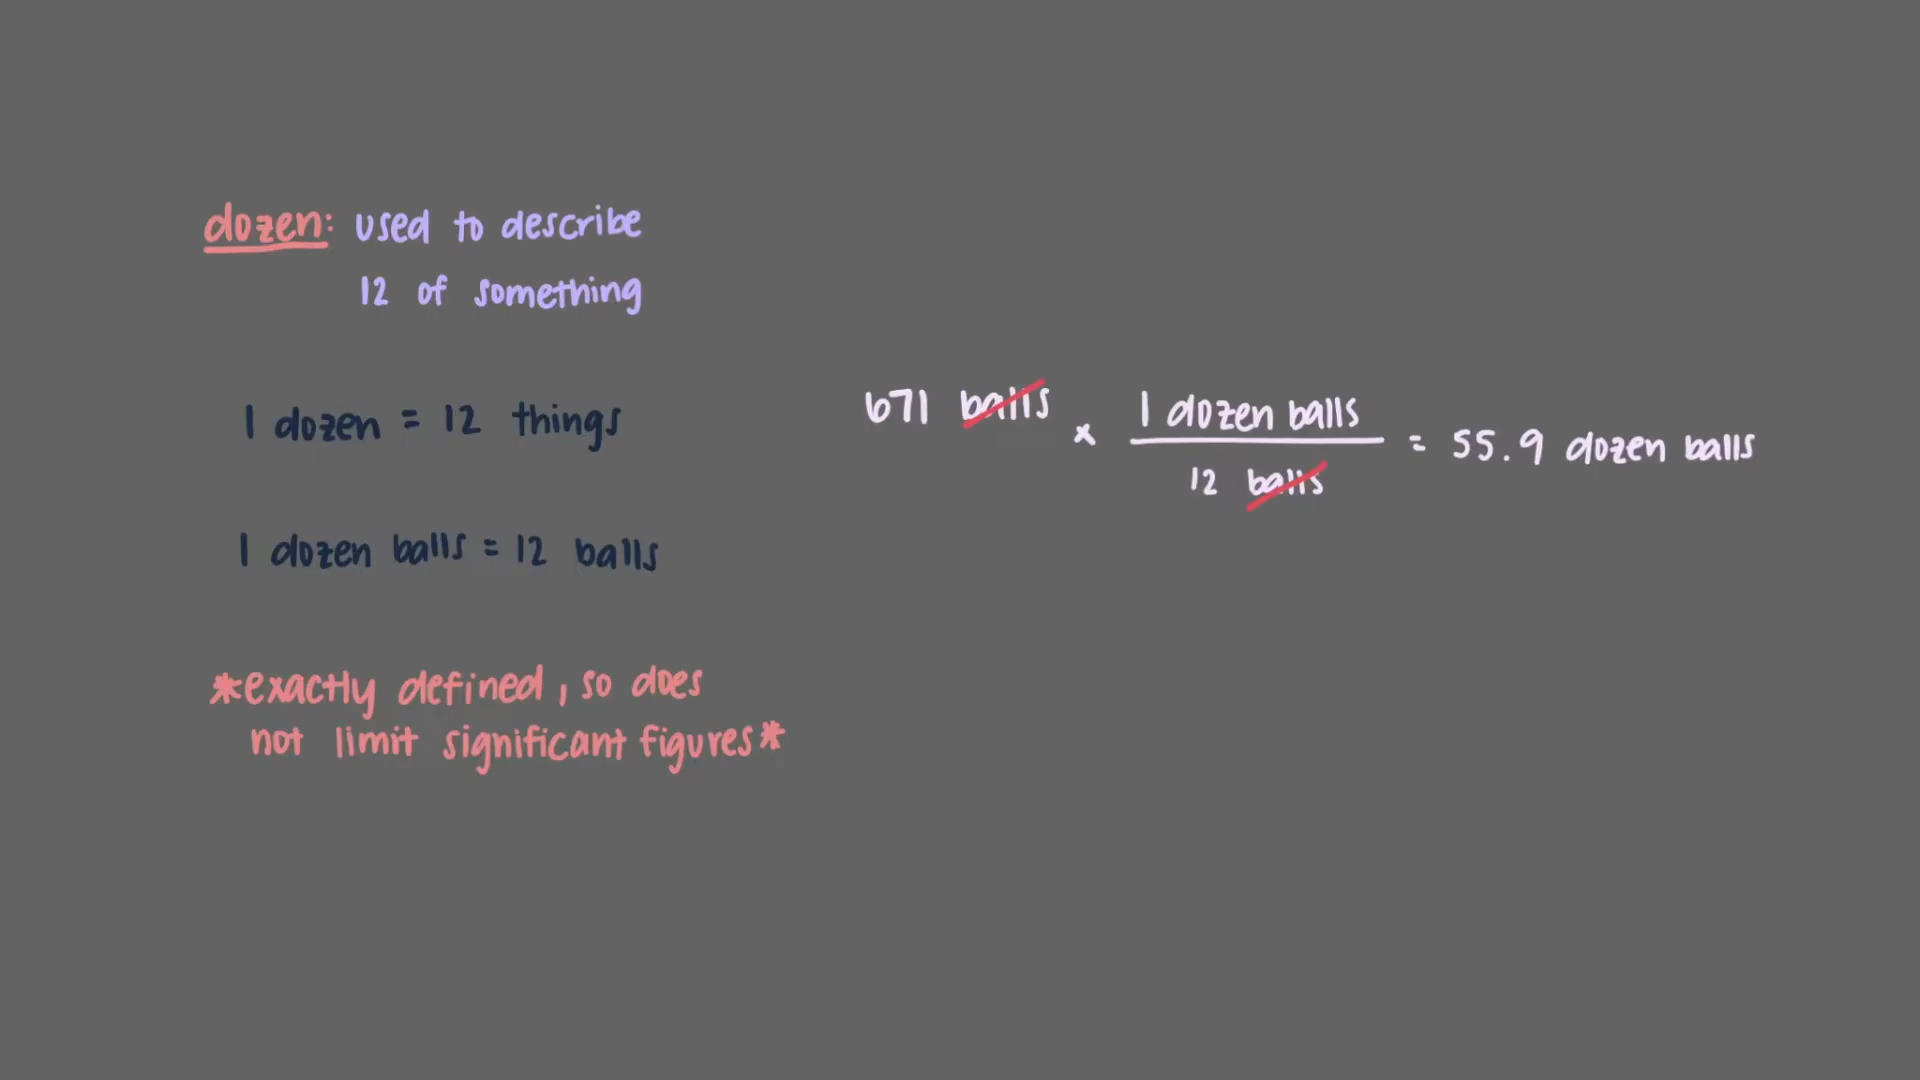 dozen: used to describe
12 of something
1 dozen = 12 things
1 dozen balls = 12 balls
*exactly defined, so does
not limit significant figures*
671 balls × 1 dozen balls = 55.9 dozen balls
12 balls